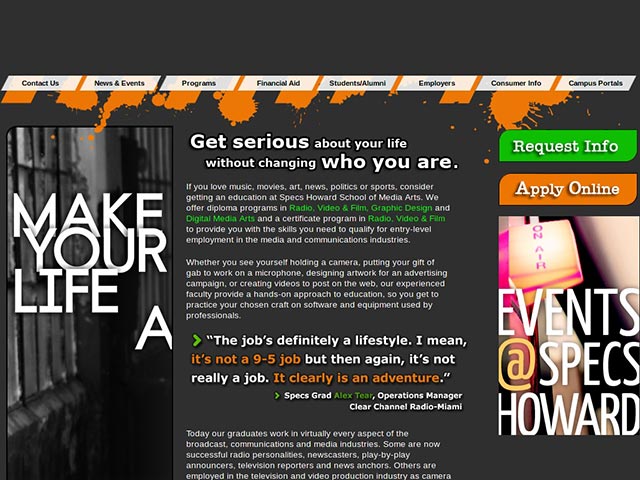 Contact Us News & Events Programs Financial Aid Students/Alumni Employers Consumer Info Campus Portals
MAKE
YOUR
LIFE
A
Get serious about your life
without changing who you are.
If you love music, movies, art, news, politics or sports, consider
getting an education at Specs Howard School of Media Arts. We
offer diploma programs in Radio, Video & Film, Graphic Design and
Digital Media Arts and a certificate program in Radio, Video & Film
to provide you with the skills you need to qualify for entry-level
employment in the media and communications industries.
Whether you see yourself holding a camera, putting your gift of
gab to work on a microphone, designing artwork for an advertising
campaign, or creating videos to post on the web, our experienced
faculty provide a hands-on approach to education, so you get to
practice your chosen craft on software and equipment used by
professionals.
“The job’s definitely a lifestyle. I mean,
it’s not a 9-5 job but then again, it’s not
really a job. It clearly is an adventure.”
Specs Grad Alex Tear, Operations Manager
Clear Channel Radio-Miami
Today our graduates work in virtually every aspect of the
broadcast, communications and media industries. Some are now
successful radio personalities, newscasters, play-by-play
announcers, television reporters and news anchors. Others are
employed in the television and video production industry as camera
Request Info
Apply Online
ON AIR
EVENTS
@SPECS
HOWARD